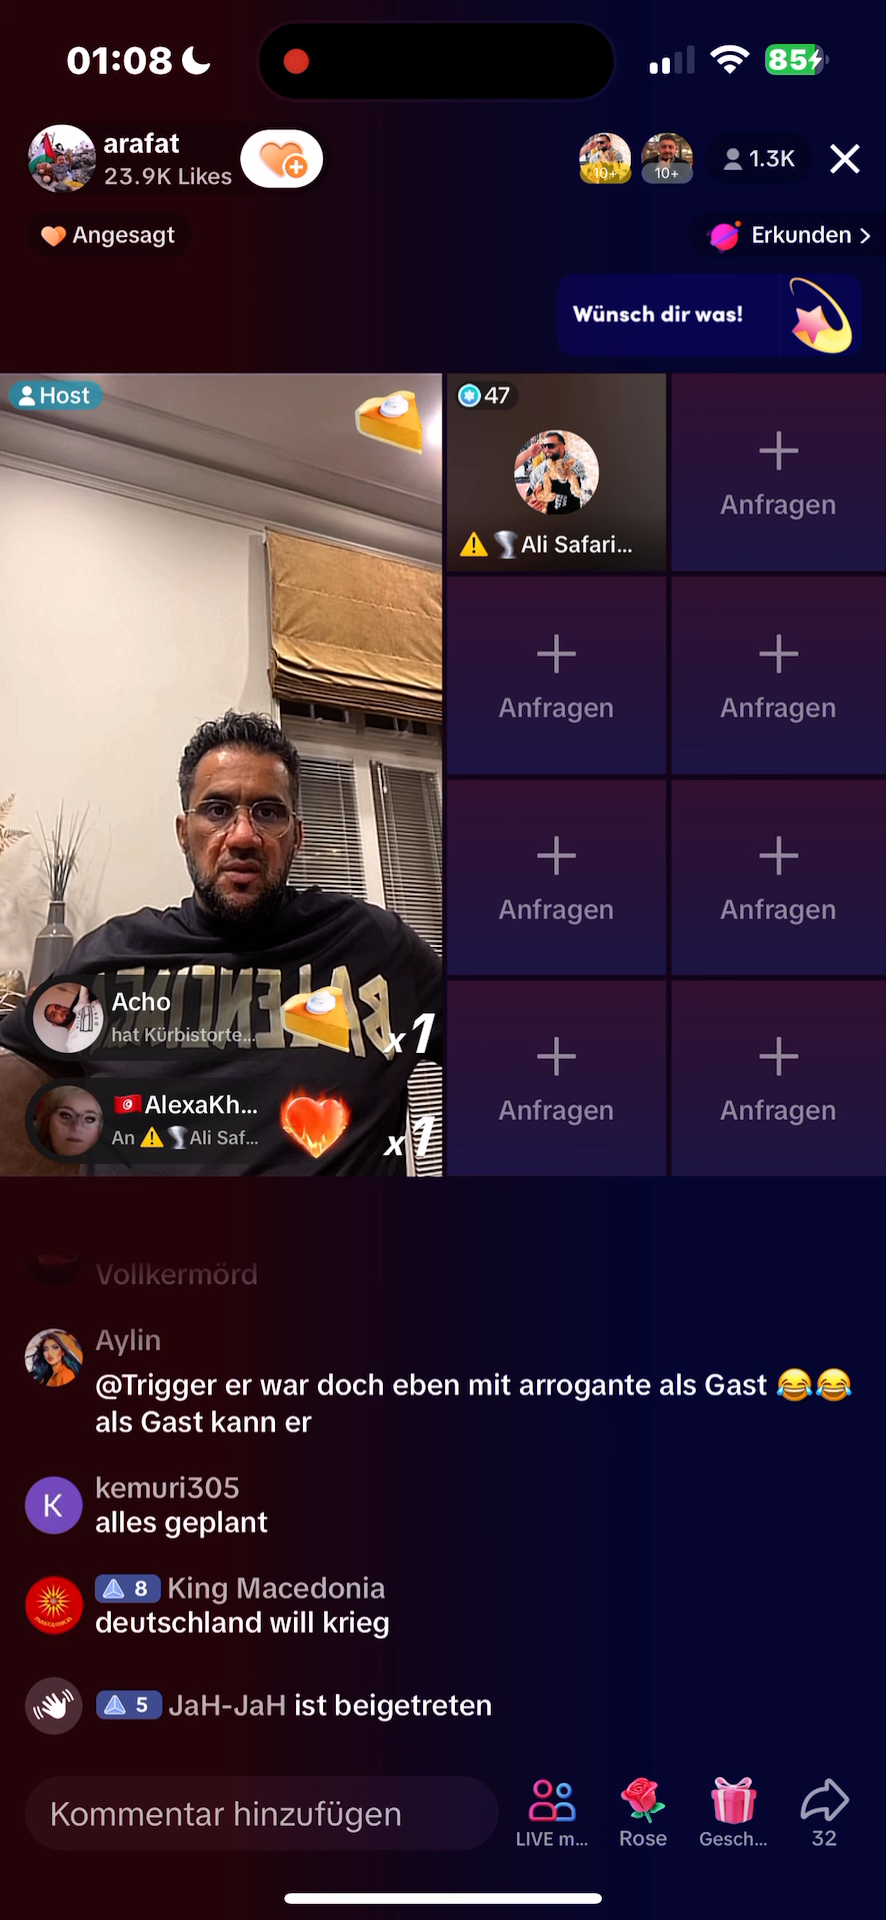 01:08
85
arafat
23.9K Likes
10+
10+
1.3K
Angesagt
Erkunden >
Wünsch dir was!
Host
47
Ali Safari...
Anfragen
Anfragen
Anfragen
Anfragen
Anfragen
Anfragen
Anfragen
BALENCIAGA
Acho
hat Kürbistorte...
x1
AlexaKh...
An ⚠️🌪️Ali Saf...
x1
Vollkermörd
Aylin
@Trigger er war doch eben mit arrogante als Gast 😂😂
als Gast kann er
K
kemuri305
alles geplant
8 King Macedonia
deutschland will krieg
5 JaH-JaH ist beigetreten
Kommentar hinzufügen
LIVE m...
Rose
Gesch...
32